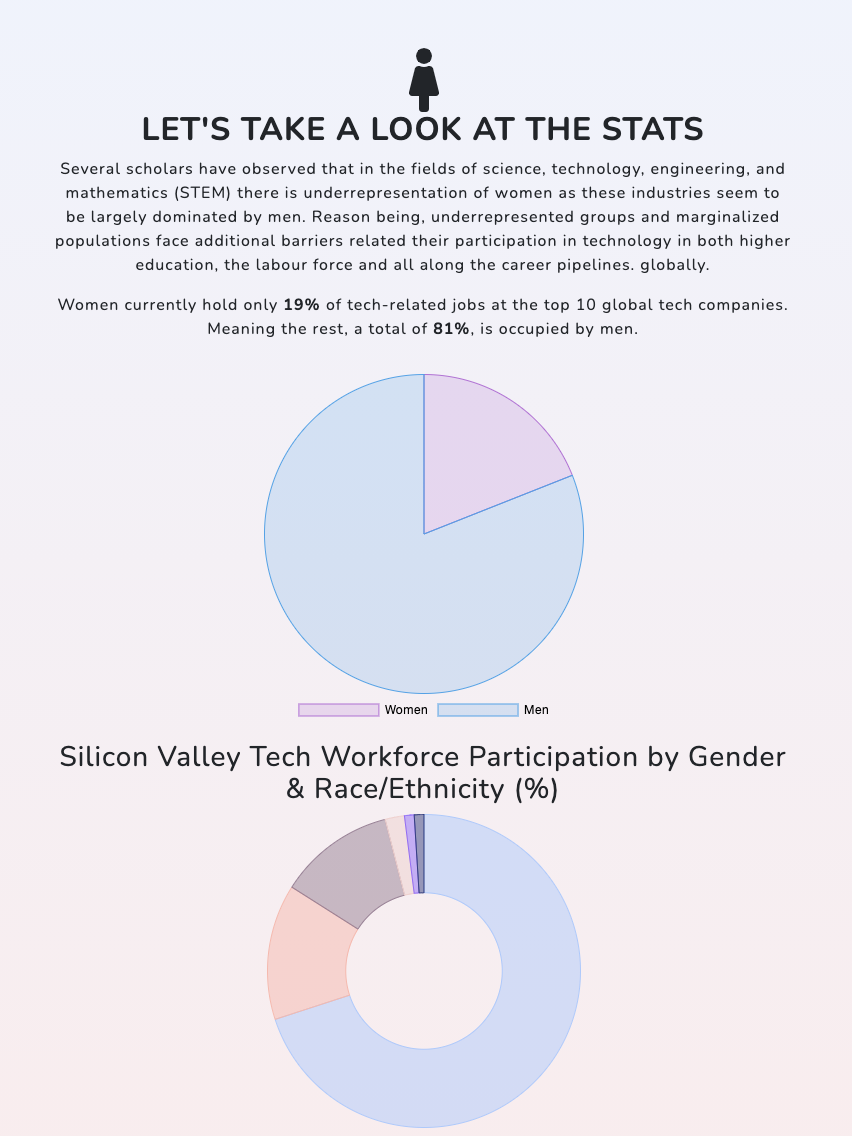 LET'S TAKE A LOOK AT THE STATS
Several scholars have observed that in the fields of science, technology, engineering, and
mathematics (STEM) there is underrepresentation of women as these industries seem to
be largely dominated by men. Reason being, underrepresented groups and marginalized
populations face additional barriers related their participation in technology in both higher
education, the labour force and all along the career pipelines. globally.
Women currently hold only 19% of tech-related jobs at the top 10 global tech companies.
Meaning the rest, a total of 81%, is occupied by men.
Women Men
Silicon Valley Tech Workforce Participation by Gender
& Race/Ethnicity (%)